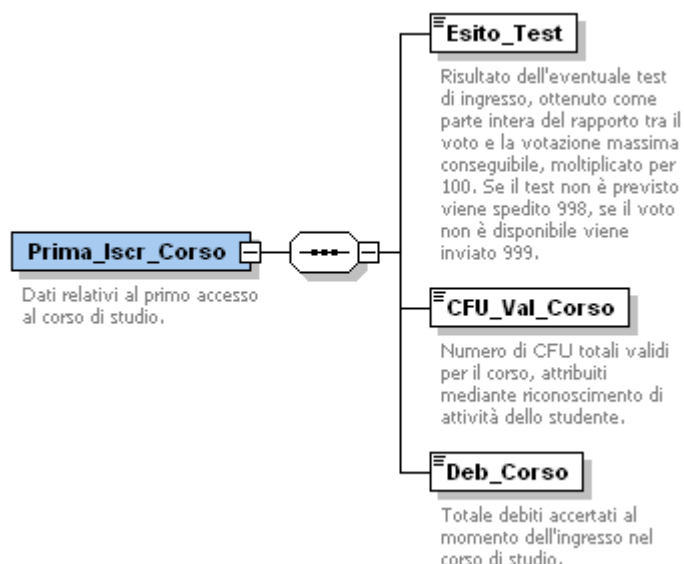 Esito_Test
Risultato dell'eventuale test
di ingresso, ottenuto come
parte intera del rapporto tra il
voto e la votazione massima
conseguibile, moltiplicato per
100. Se il test non è previsto
viene spedito 998, se il voto
non è disponibile viene
inviato 999.
Prima_Iscr_Corso
Dati relativi al primo accesso
al corso di studio.
CFU_Val_Corso
Numero di CFU totali validi
per il corso, attribuiti
mediante riconoscimento di
attività dello studente.
Deb_Corso
Totale debiti accertati al
momento dell'ingresso nel
corso di studio.